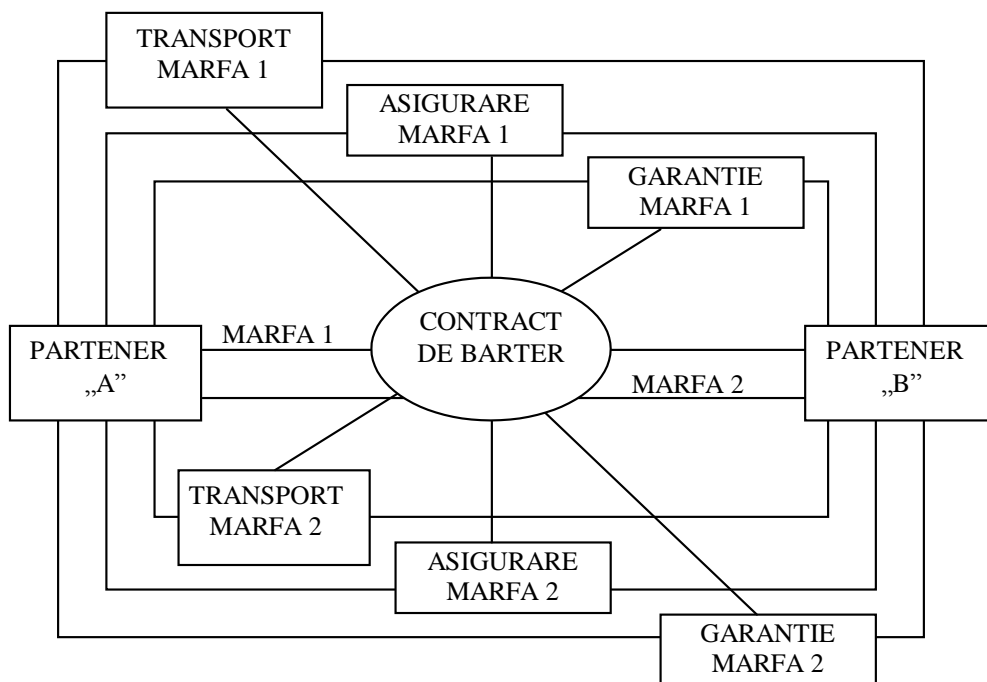 TRANSPORT
MARFA 1
ASIGURARE
MARFA 1
GARANTIE
MARFA 1
PARTENER
„A”
MARFA 1
CONTRACT
DE BARTER
MARFA 2
PARTENER
„B”
TRANSPORT
MARFA 2
ASIGURARE
MARFA 2
GARANTIE
MARFA 2